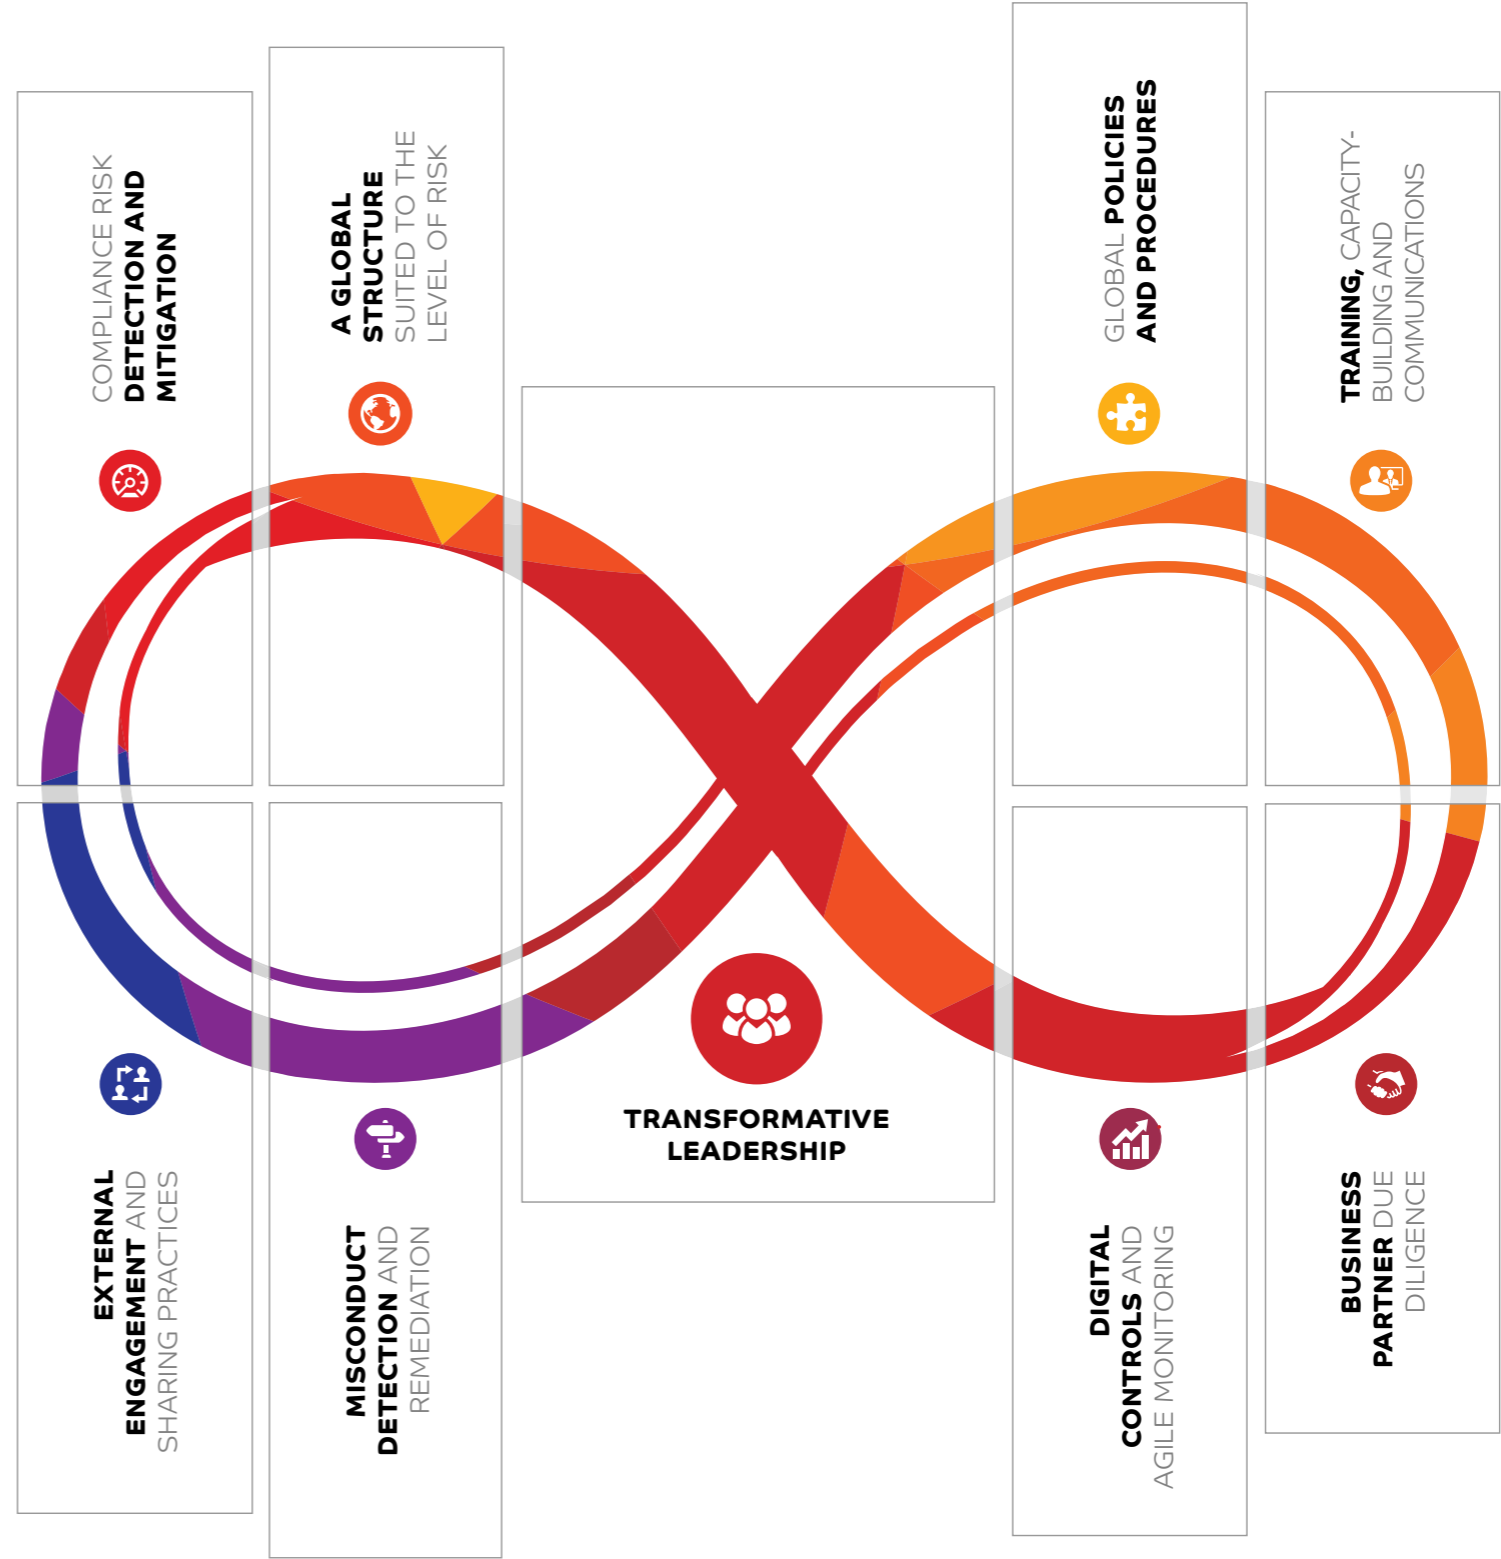 COMPLIANCE RISK
DETECTION AND
MITIGATION
A GLOBAL
STRUCTURE
SUITED TO THE
LEVEL OF RISK
GLOBAL POLICIES
AND PROCEDURES
TRAINING, CAPACITY-
BUILDING AND
COMMUNICATIONS
TRANSFORMATIVE
LEADERSHIP
EXTERNAL
ENGAGEMENT AND
SHARING PRACTICES
MISCONDUCT
DETECTION AND
REMEDIATION
DIGITAL
CONTROLS AND
AGILE MONITORING
BUSINESS
PARTNER DUE
DILIGENCE